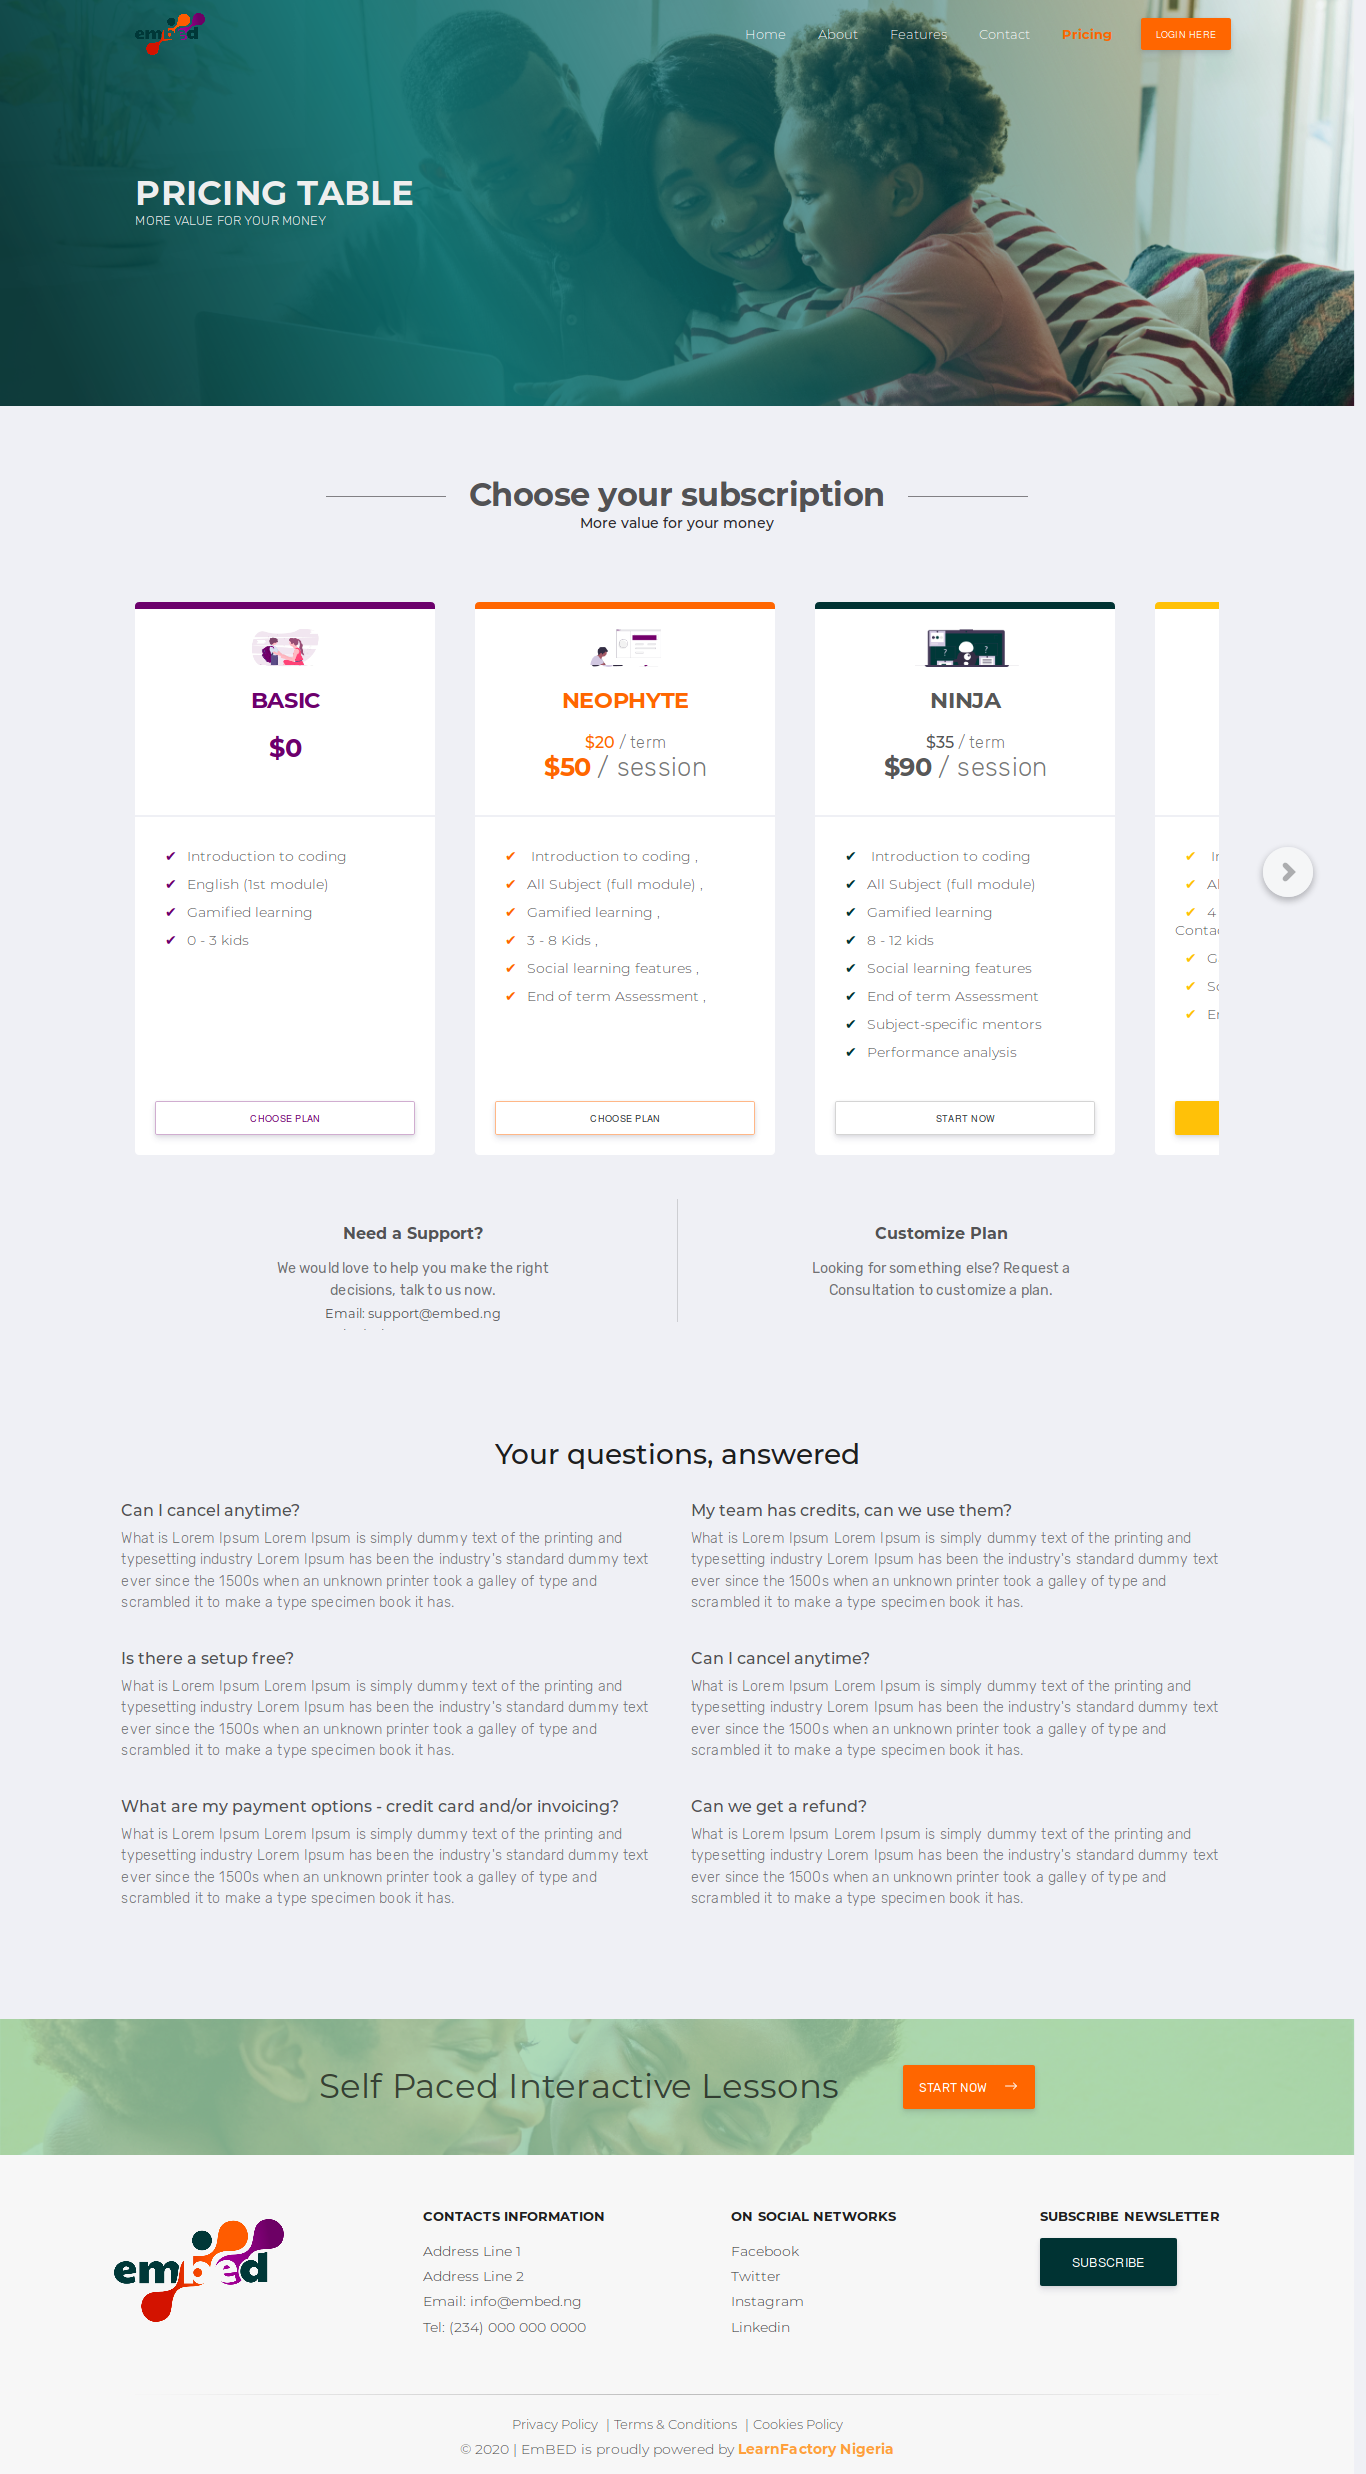 embed
Home About Features Contact Pricing LOGIN HERE
PRICING TABLE
MORE VALUE FOR YOUR MONEY
Choose your subscription
More value for your money
BASIC
$0
✔ Introduction to coding
✔ English (1st module)
✔ Gamified learning
✔ 0 - 3 kids
CHOOSE PLAN
NEOPHYTE
$20 / term
$50 / session
✔ Introduction to coding ,
✔ All Subject (full module) ,
✔ Gamified learning ,
✔ 3 - 8 Kids ,
✔ Social learning features ,
✔ End of term Assessment ,
CHOOSE PLAN
NINJA
$35 / term
$90 / session
✔ Introduction to coding
✔ All Subject (full module)
✔ Gamified learning
✔ 8 - 12 kids
✔ Social learning features
✔ End of term Assessment
✔ Subject-specific mentors
✔ Performance analysis
START NOW
✔
✔
✔ 4
✔
✔
✔
Need a Support?
We would love to help you make the right
decisions, talk to us now.
Email: support@embed.ng
Customize Plan
Looking for something else? Request a
Consultation to customize a plan.
Your questions, answered
Can I cancel anytime?
What is Lorem Ipsum Lorem Ipsum is simply dummy text of the printing and
typesetting industry Lorem Ipsum has been the industry's standard dummy text
ever since the 1500s when an unknown printer took a galley of type and
scrambled it to make a type specimen book it has.
My team has credits, can we use them?
What is Lorem Ipsum Lorem Ipsum is simply dummy text of the printing and
typesetting industry Lorem Ipsum has been the industry's standard dummy text
ever since the 1500s when an unknown printer took a galley of type and
scrambled it to make a type specimen book it has.
Is there a setup free?
What is Lorem Ipsum Lorem Ipsum is simply dummy text of the printing and
typesetting industry Lorem Ipsum has been the industry's standard dummy text
ever since the 1500s when an unknown printer took a galley of type and
scrambled it to make a type specimen book it has.
Can I cancel anytime?
What is Lorem Ipsum Lorem Ipsum is simply dummy text of the printing and
typesetting industry Lorem Ipsum has been the industry's standard dummy text
ever since the 1500s when an unknown printer took a galley of type and
scrambled it to make a type specimen book it has.
What are my payment options - credit card and/or invoicing?
What is Lorem Ipsum Lorem Ipsum is simply dummy text of the printing and
typesetting industry Lorem Ipsum has been the industry's standard dummy text
ever since the 1500s when an unknown printer took a galley of type and
scrambled it to make a type specimen book it has.
Can we get a refund?
What is Lorem Ipsum Lorem Ipsum is simply dummy text of the printing and
typesetting industry Lorem Ipsum has been the industry's standard dummy text
ever since the 1500s when an unknown printer took a galley of type and
scrambled it to make a type specimen book it has.
Self Paced Interactive Lessons
START NOW →
embed
CONTACTS INFORMATION
Address Line 1
Address Line 2
Email: info@embed.ng
Tel: (234) 000 000 0000
ON SOCIAL NETWORKS
Facebook
Twitter
Instagram
Linkedin
SUBSCRIBE NEWSLETTER
SUBSCRIBE
Privacy Policy | Terms & Conditions | Cookies Policy
© 2020 | EmBED is proudly powered by LearnFactory Nigeria